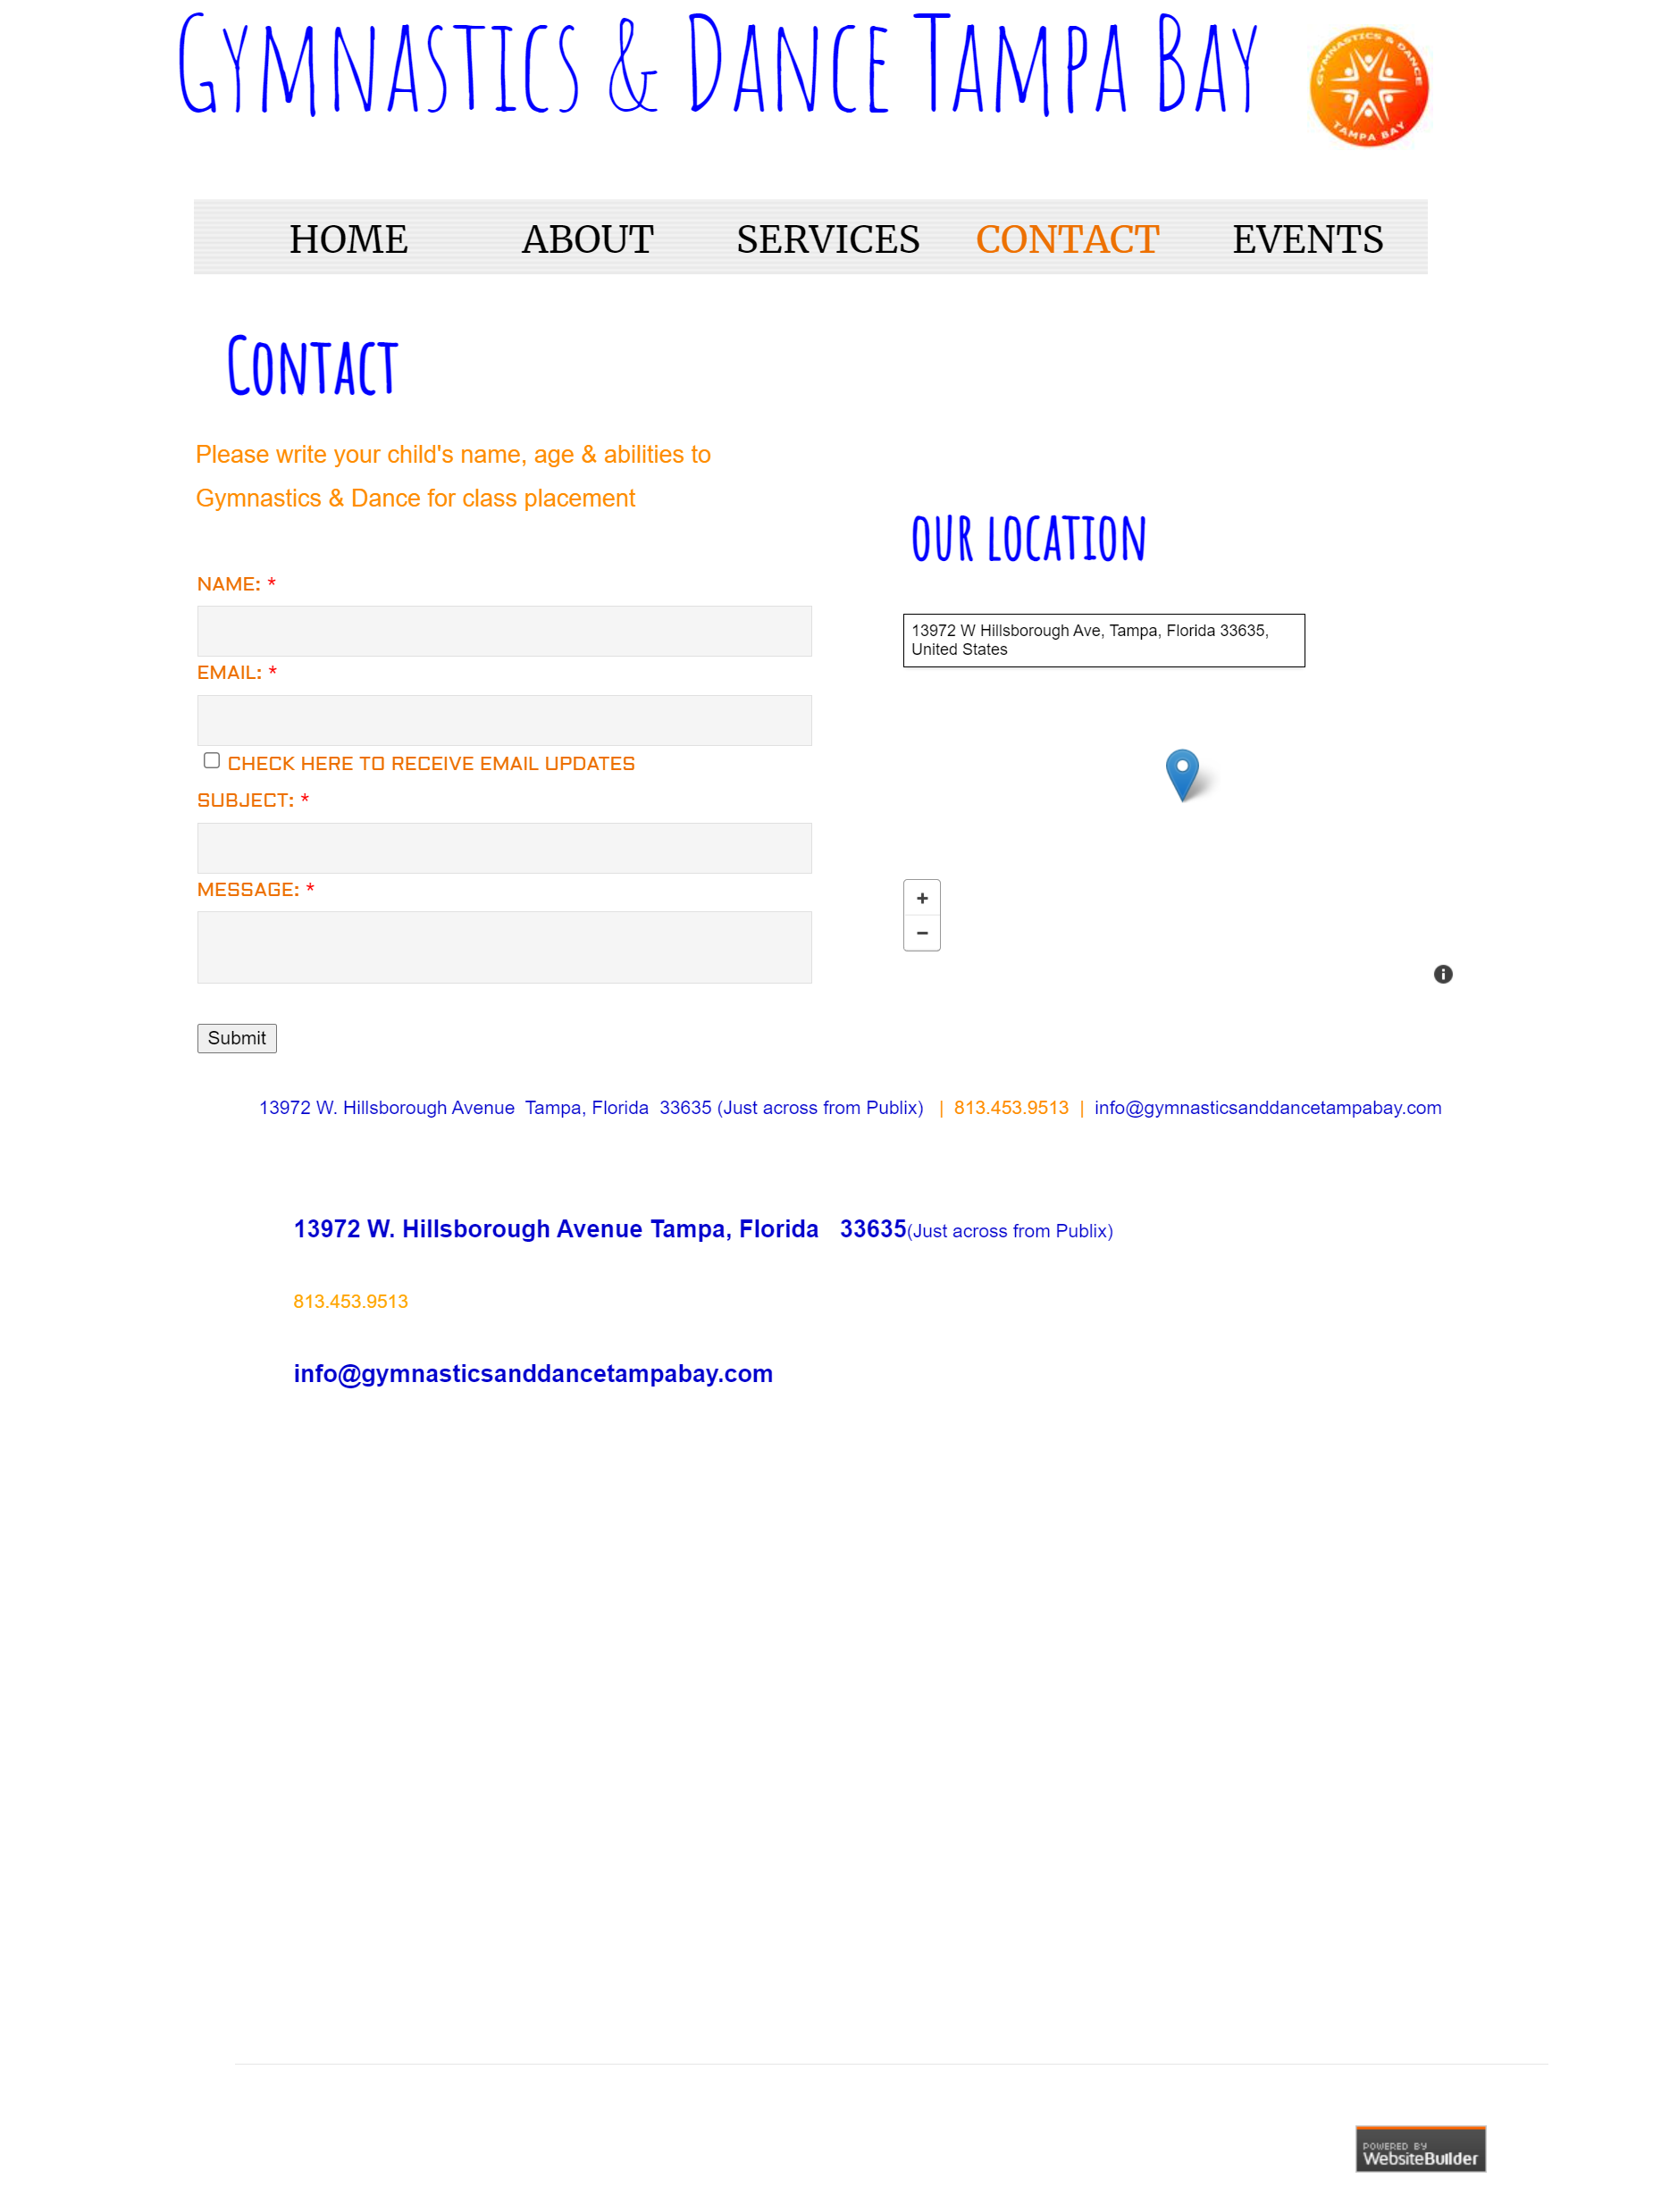 Gymnastics & Dance Tampa Bay
GYMNASTICS & DANCE
TAMPA BAY
HOME ABOUT SERVICES CONTACT EVENTS
Contact
Please write your child's name, age & abilities to
Gymnastics & Dance for class placement
OUR LOCATION
NAME: *
13972 W Hillsborough Ave, Tampa, Florida 33635,
United States
EMAIL: *
CHECK HERE TO RECEIVE EMAIL UPDATES
SUBJECT: *
MESSAGE: *
+
−
Submit
13972 W. Hillsborough Avenue Tampa, Florida 33635 (Just across from Publix) | 813.453.9513 | info@gymnasticsanddancetampabay.com
13972 W. Hillsborough Avenue Tampa, Florida 33635(Just across from Publix)
813.453.9513
info@gymnasticsanddancetampabay.com
POWERED BY
WebsiteBuilder